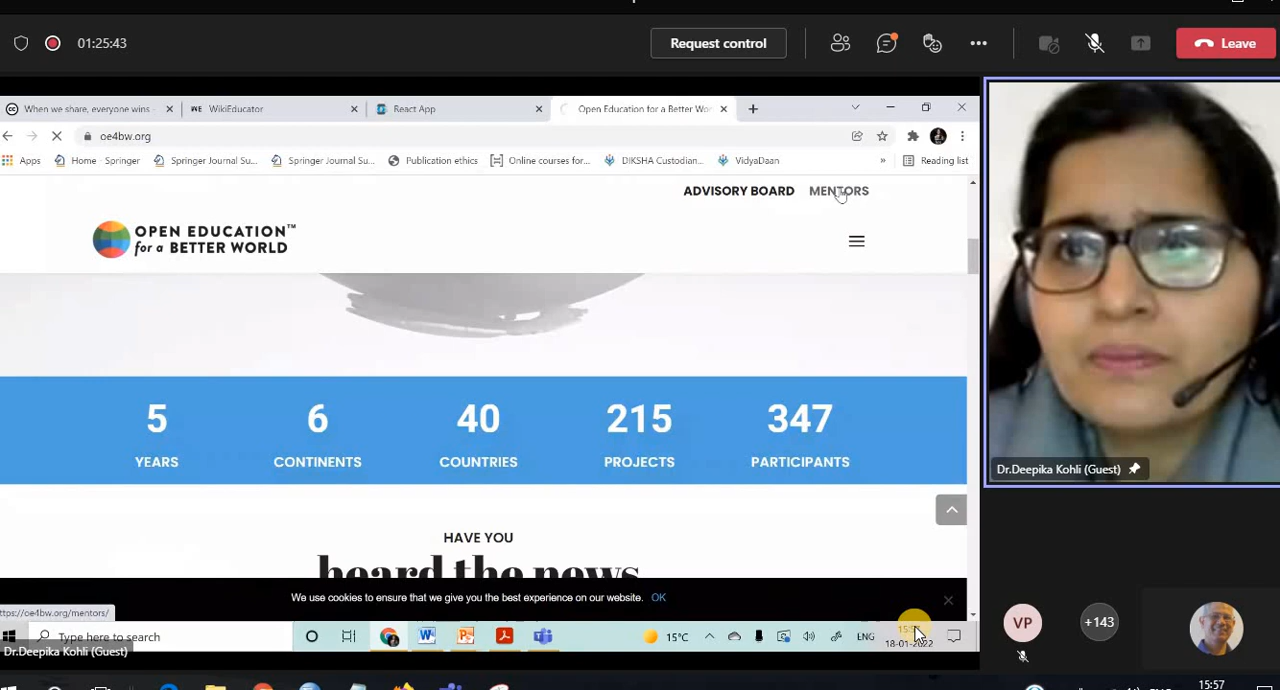 01:25:43
Request control
Leave
When we share, everyone wins
WikiEducator
React App
Open Education for a Better Wo
oe4bw.org
Apps
Home - Springer
Springer Journal Su...
Springer Journal Su...
Publication ethics
Online courses for...
DIKSHA Custodian...
VidyaDaan
»
Reading list
ADVISORY BOARD
MENTORS
OPEN EDUCATION™
for a BETTER WORLD
5
6
40
215
347
YEARS
CONTINENTS
COUNTRIES
PROJECTS
PARTICIPANTS
HAVE YOU
heard the news
We use cookies to ensure that we give you the best experience on our website. OK
ttps://oe4bw.org/mentors/
Type here to search
15°C
ENG
18-01-2022
Dr.Deepika Kohli (Guest)
Dr.Deepika Kohli (Guest)
VP
+143
15:57